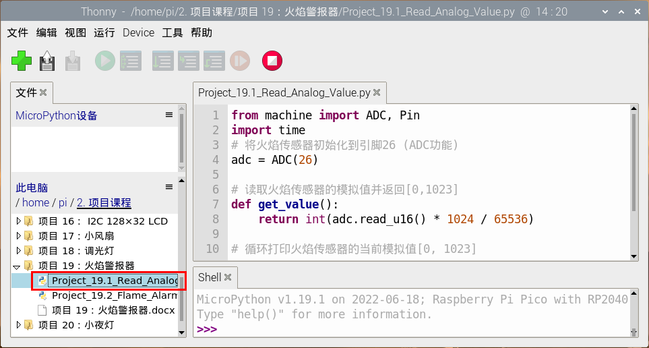 Thonny - /home/pi/2. 项目课程/项目 19：火焰警报器/Project_19.1_Read_Analog_Value.py @ 14 : 20
文件 编辑 视图 运行 Device 工具 帮助
文件
MicroPython设备
此电脑
/ home / pi / 2. 项目课程
项目 16： I2C 128×32 LCD
项目 17：小风扇
项目 18：调光灯
项目 19：火焰警报器
Project_19.1_Read_Analog
Project_19.2_Flame_Alarm
项目 19：火焰警报器.docx
项目 20：小夜灯
Project_19.1_Read_Analog_Value.py
1 from machine import ADC, Pin
2 import time
3 # 将火焰传感器初始化到引脚26 (ADC功能)
4 adc = ADC(26)
5
6 # 读取火焰传感器的模拟值并返回[0,1023]
7 def get_value():
8 return int(adc.read_u16() * 1024 / 65536)
9
10 # 循环打印火焰传感器的当前模拟值[0, 1023]
Shell
MicroPython v1.19.1 on 2022-06-18; Raspberry Pi Pico with RP2040
Type "help()" for more information.
>>>